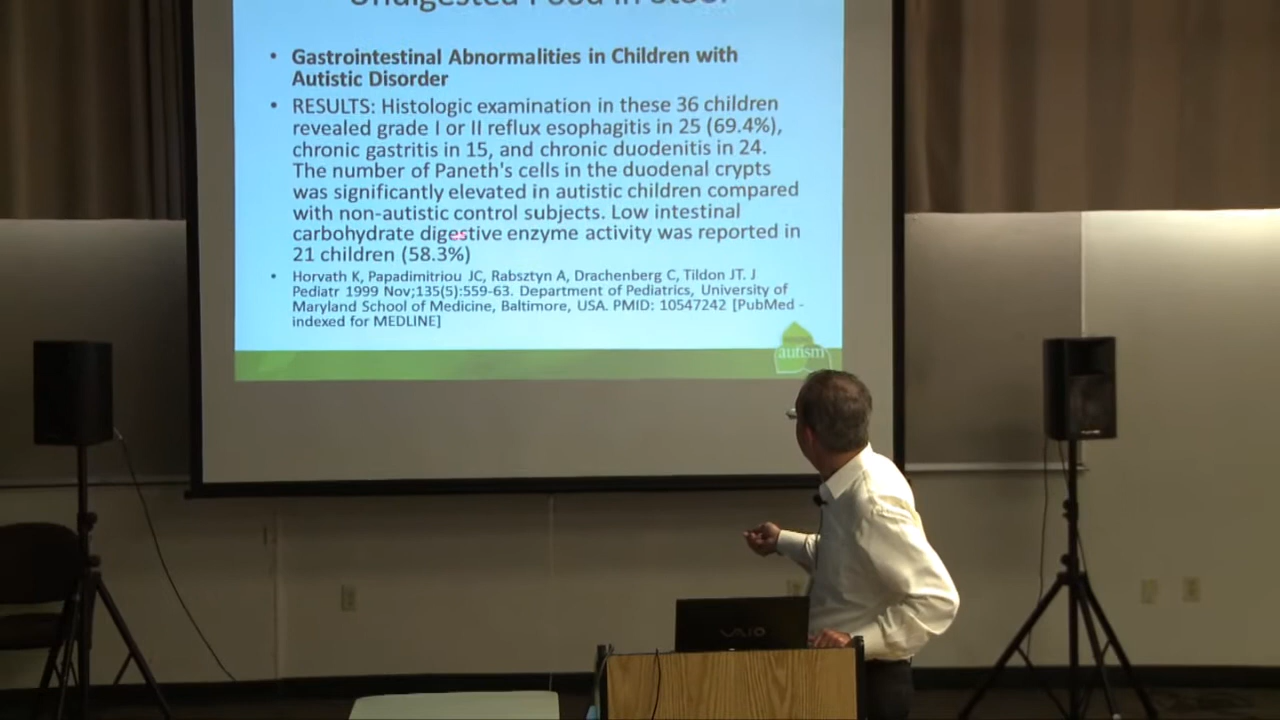 Undigested Food in Stool
• Gastrointestinal Abnormalities in Children with
Autistic Disorder
• RESULTS: Histologic examination in these 36 children
revealed grade I or II reflux esophagitis in 25 (69.4%),
chronic gastritis in 15, and chronic duodenitis in 24.
The number of Paneth's cells in the duodenal crypts
was significantly elevated in autistic children compared
with non-autistic control subjects. Low intestinal
carbohydrate digestive enzyme activity was reported in
21 children (58.3%)
• Horvath K, Papadimitriou JC, Rabsztyn A, Drachenberg C, Tildon JT. J
Pediatr 1999 Nov;135(5):559-63. Department of Pediatrics, University of
Maryland School of Medicine, Baltimore, USA. PMID: 10547242 [PubMed -
indexed for MEDLINE]
autism
VAIO